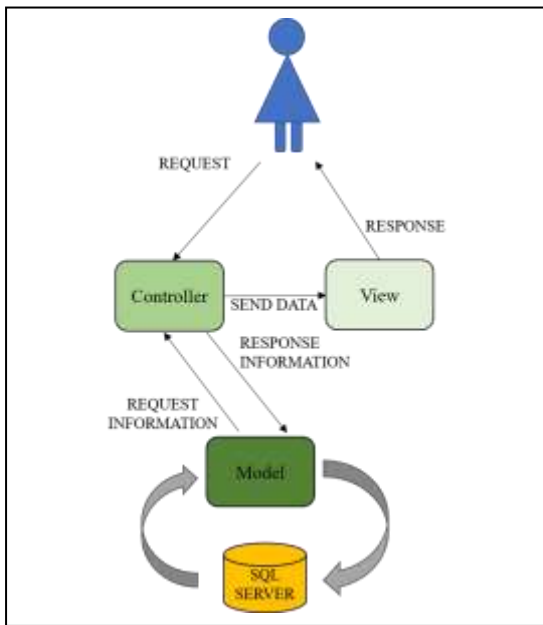 REQUEST
RESPONSE
Controller
View
SEND DATA
RESPONSE
INFORMATION
REQUEST
INFORMATION
Model
SQL
SERVER